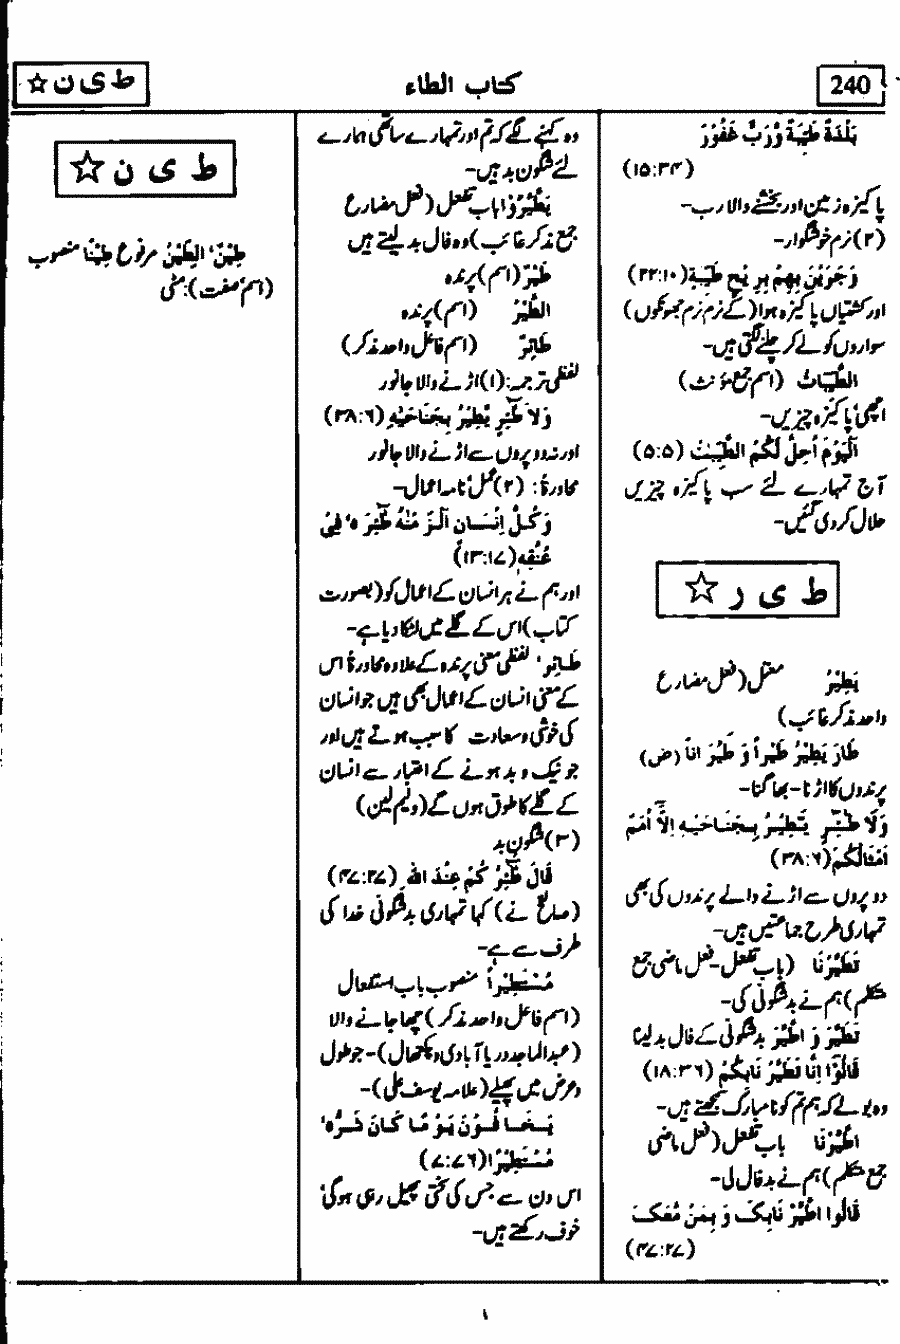 240
کتاب الطاء
ط ی ن ☆
بَلْدَةٌ طَيِّبَةٌ وَّرَبٌّ غَفُوْرٌ
(۱۵:۳۴)
پاکیزہ زمین اور بخشنے والا رب۔
(۲) نرم خوشگوار۔
وَجَرَيْنَ بِهِمْ بِرِيْحٍ طَيِّبَةٍ (۲۲:۱۰)
اور کشتیاں پاکیزہ ہوا (کے نرم نرم جھونکوں)
سواروں کو لے کر چلنے لگتی ہیں۔
الطَّيِّبَاتُ (اسم جمع مؤنث)
اچھی/پاکیزہ چیزیں۔
اَلْيَوْمَ اُحِلَّ لَكُمُ الطَّيِّبٰتُ (۵:۵)
آج تمہارے لئے سب پاکیزہ چیزیں
حلال کر دی گئیں۔
ط ی ر ☆
يَطِيْرُ معتل (فعل مضارع
واحد مذکر غائب)
طَارَ يَطِيْرُ طَيْراً وَ طَيَرَاناً (ض)
پرندوں کا اڑنا۔ بھاگنا۔
وَلَا طٰٓئِرٍ يَّطِيْرُ بِجَنَاحَيْهِ اِلَّآ اُمَمٌ
اَمْثَالُكُمْ (۳۸:۶)
دو پروں سے اڑنے والے پرندوں کی بھی
تمہاری طرح جماعتیں ہیں۔
تَطَيَّرْنَا (باب تفعل۔ فعل ماضی جمع
متکلم) ہم نے بدشگونی کی۔
تَطَيَّرَ وَ اطَّيَّرَ بدشگونی کے فال بد لینا
قَالُوْٓا اِنَّا تَطَيَّرْنَا بِكُمْ (۱۸:۳۶)
وہ بولے کہ ہم تم کو نامبارک سمجھتے ہیں۔
اطَّيَّرْنَا باب تفعل (فعل ماضی
جمع متکلم) ہم نے بد فال لی۔
قَالُوا اطَّيَّرْنَا بِكَ وَ بِمَنْ مَّعَكَ
(۴۷:۲۷)
وہ کہنے لگے کہ تم اور تمہارے ساتھی ہمارے
لئے شگون بد ہیں۔
يَطَّيَّرُوْا باب تفعل (فعل مضارع
جمع مذکر غائب) وہ فال بد لیتے ہیں
طَيْرٌ (اسم) پرندہ
الطَّيْرُ (اسم) پرندہ
طَائِرٌ (اسم فاعل واحد مذکر)
لفظی ترجمہ: (۱) اڑنے والا جانور
وَلَا طٰٓئِرٍ يَّطِيْرُ بِجَنَاحَيْهِ (۳۸:۶)
اور نہ دو پروں سے اڑنے والا جانور
محاورۃً: (۲) عمل نامہ اعمال۔
وَكُلَّ اِنْسَانٍ اَلْزَمْنٰهُ طٰٓئِرَهٗ فِيْ
عُنُقِهٖ (۱۳:۱۷)
اور ہم نے ہر انسان کے اعمال کو (بصورت
کتاب) اس کے گلے میں لٹکا دیا ہے۔
طَائِر' لفظی معنی پرندہ کے علاوہ محاورۃً اس
کے معنی انسان کے اعمال بھی ہیں جو انسان
کی خوشی و سعادت کا سبب ہوتے ہیں اور
جو نیک و بد ہونے کے اعتبار سے انسان
کے گلے کا طوق ہوں گے (ولیم لین)
(۳) شگونِ بد
قَالَ طٰٓئِرُكُمْ عِنْدَ اللهِ (۴۷:۲۷)
(صالحؑ نے) کہا تمہاری بدشگونی خدا کی
طرف سے ہے۔
مُسْتَطِيْراً منصوب باب استفعال
(اسم فاعل واحد مذکر) چھا جانے والا
(عبدالماجد دریا آبادی و پکتھال)۔ جو طول
و عرض میں پھیلے (علامہ یوسف علی)۔
يَخَافُوْنَ يَوْمًا كَانَ شَرُّهٗ
مُسْتَطِيْرًا (۷:۷۶)
اس دن سے جس کی سختی پھیل رہی ہوگی'
خوف رکھتے ہیں۔
ط ی ن ☆
طِيْنٌ' الطِّيْنُ مرفوع طِيْنًا منصوب
(اسم صفت): مٹی
۱